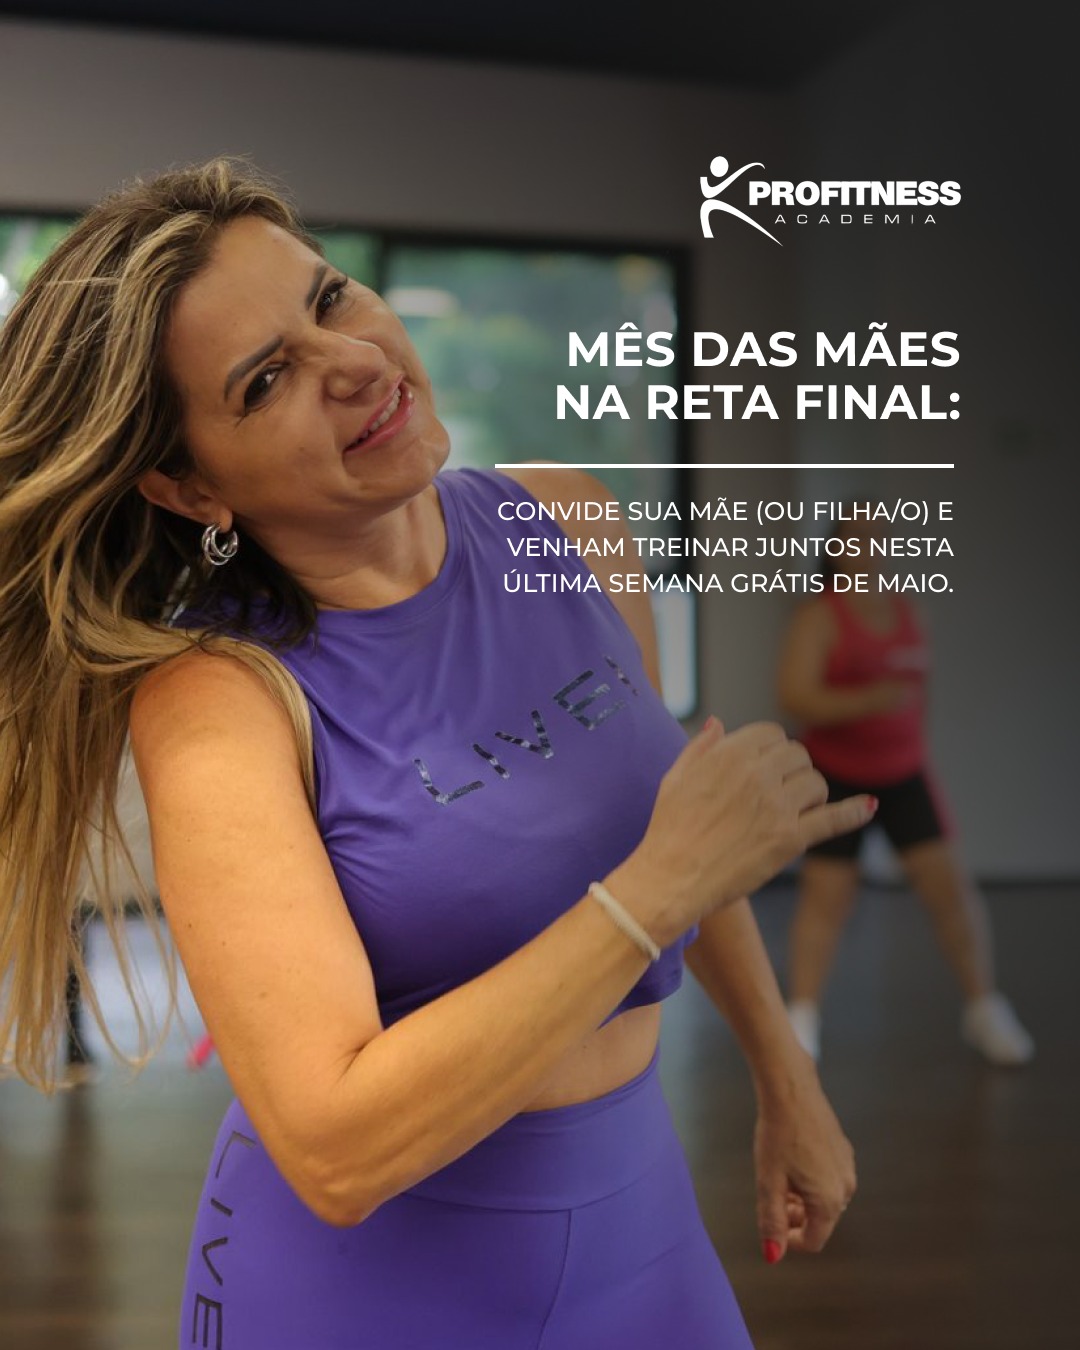 PROFITNESS
ACADEMIA
MÊS DAS MÃES
NA RETA FINAL:
CONVIDE SUA MÃE (OU FILHA/O) E
VENHAM TREINAR JUNTOS NESTA
ÚLTIMA SEMANA GRÁTIS DE MAIO.
LIVE!
LIVE